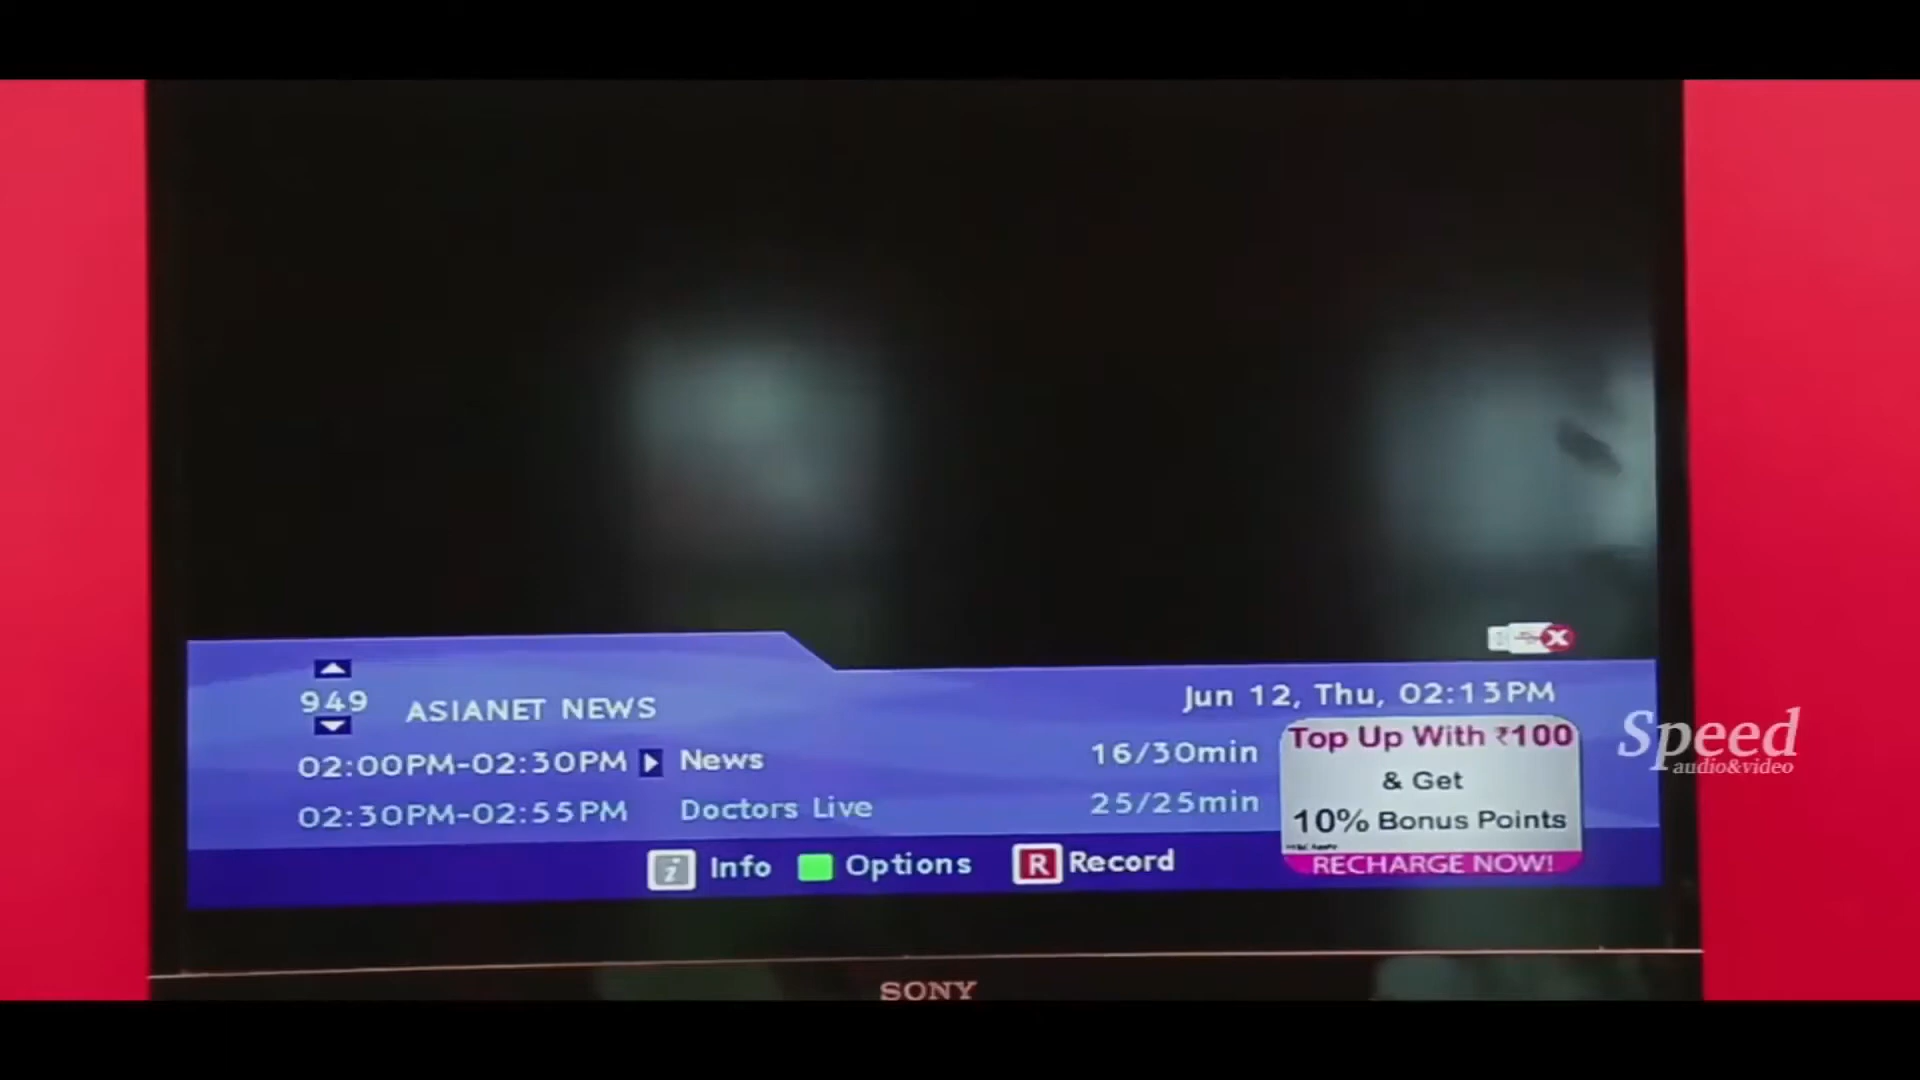 949 ASIANET NEWS
Jun 12, Thu, 02:13PM
02:00PM-02:30PM News 16/30min
02:30PM-02:55PM Doctors Live 25/25min
Top Up With ₹100
& Get
10% Bonus Points
RECHARGE NOW!
i Info Options R Record
Speed
audio&video
SONY